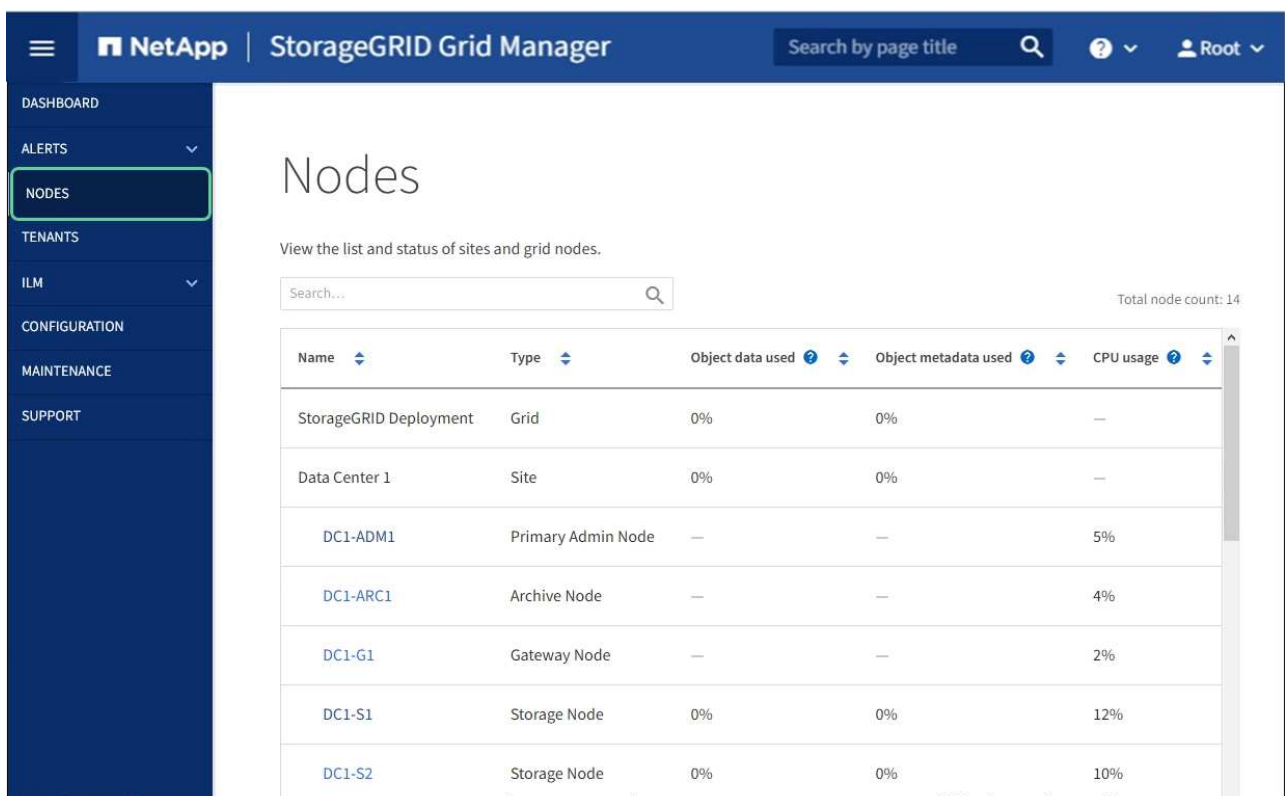 NetApp | StorageGRID Grid Manager Search by page title Root
DASHBOARD
ALERTS
NODES
TENANTS
ILM
CONFIGURATION
MAINTENANCE
SUPPORT
Nodes
View the list and status of sites and grid nodes.
Search...
Total node count: 14
Name Type Object data used Object metadata used CPU usage
StorageGRID Deployment Grid 0% 0% —
Data Center 1 Site 0% 0% —
DC1-ADM1 Primary Admin Node — — 5%
DC1-ARC1 Archive Node — — 4%
DC1-G1 Gateway Node — — 2%
DC1-S1 Storage Node 0% 0% 12%
DC1-S2 Storage Node 0% 0% 10%